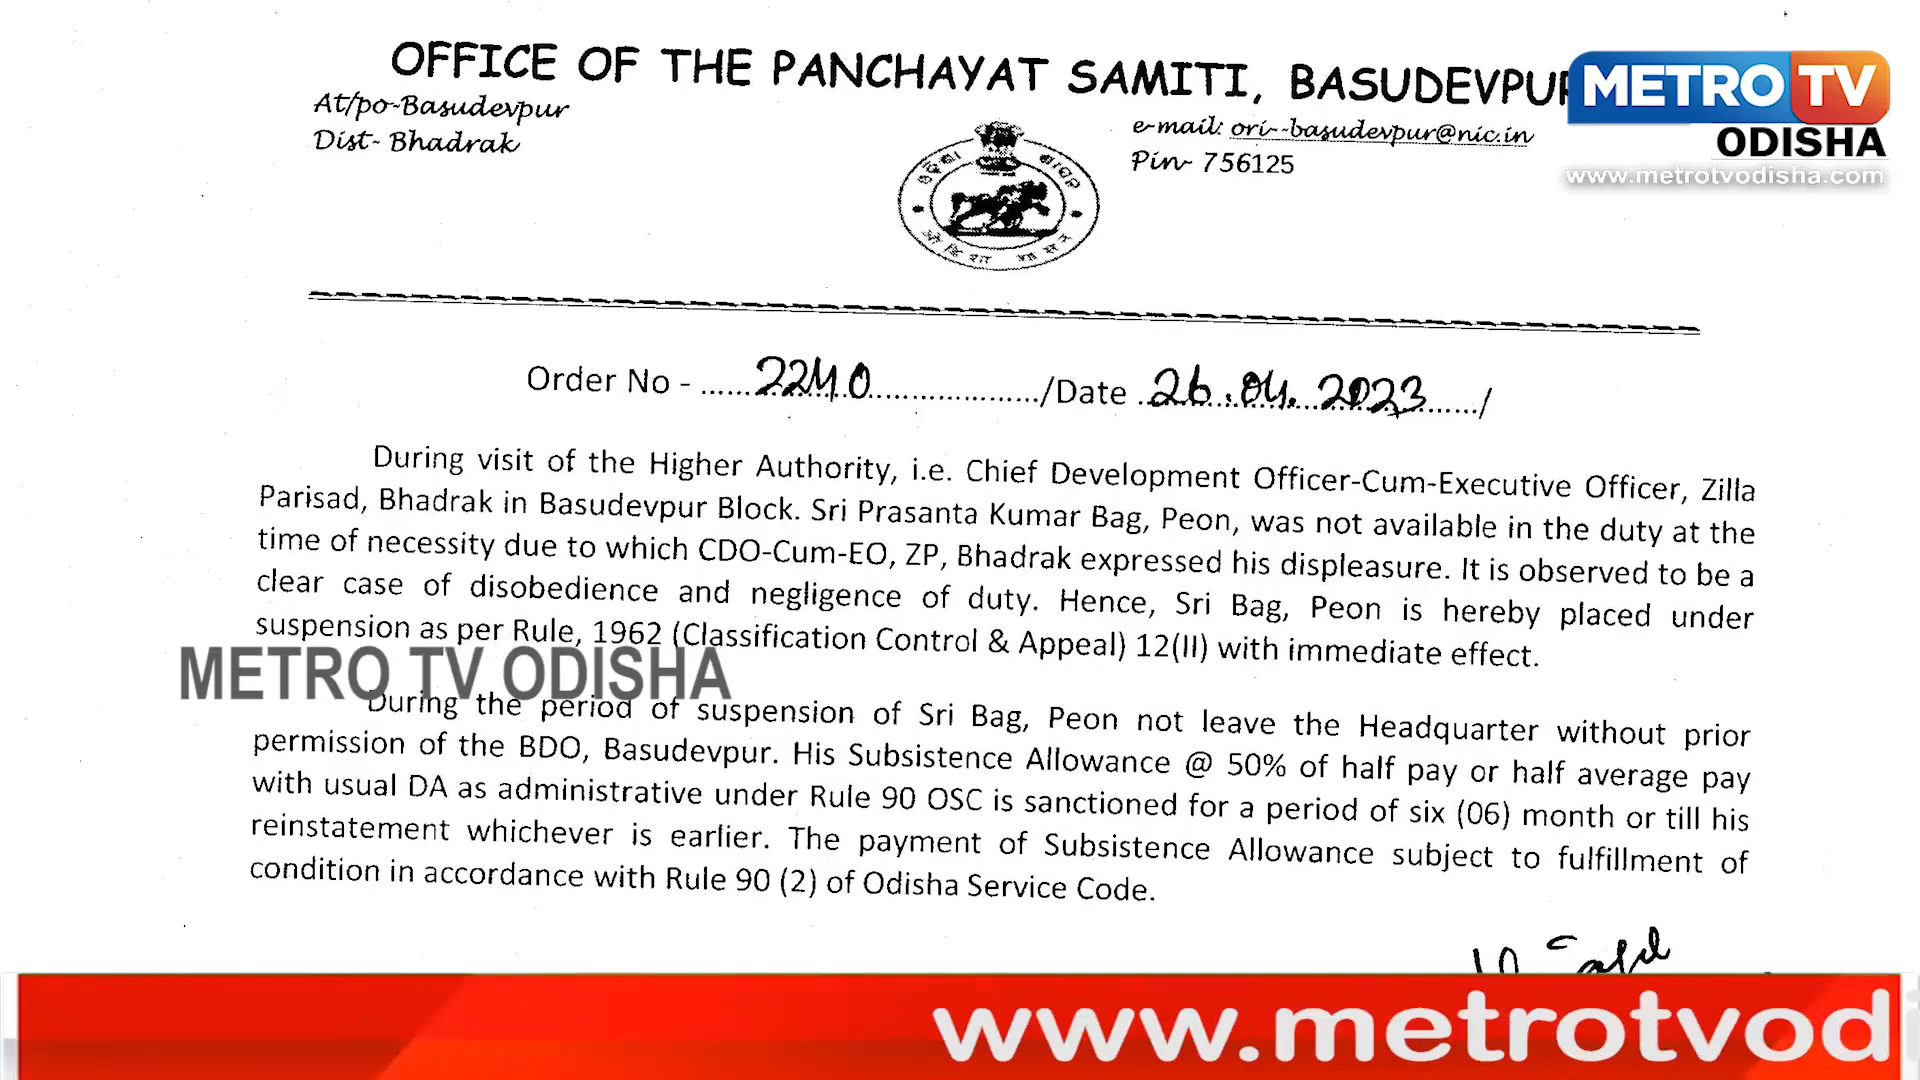 OFFICE OF THE PANCHAYAT SAMITI, BASUDEVPUR
METRO TV
ODISHA
www.metrotvodisha.com
At/po-Basudevpur
Dist- Bhadrak
e-mail: ori--basudevpur@nic.in
Pin- 756125
Order No - ......2240....................../Date ..26.04.2023....../
During visit of the Higher Authority, i.e. Chief Development Officer-Cum-Executive Officer, Zilla
Parisad, Bhadrak in Basudevpur Block. Sri Prasanta Kumar Bag, Peon, was not available in the duty at the
time of necessity due to which CDO-Cum-EO, ZP, Bhadrak expressed his displeasure. It is observed to be a
clear case of disobedience and negligence of duty. Hence, Sri Bag, Peon is hereby placed under
suspension as per Rule, 1962 (Classification Control & Appeal) 12(II) with immediate effect.
METRO TV ODISHA
During the period of suspension of Sri Bag, Peon not leave the Headquarter without prior
permission of the BDO, Basudevpur. His Subsistence Allowance @ 50% of half pay or half average pay
with usual DA as administrative under Rule 90 OSC is sanctioned for a period of six (06) month or till his
reinstatement whichever is earlier. The payment of Subsistence Allowance subject to fulfillment of
condition in accordance with Rule 90 (2) of Odisha Service Code.
www.metrotvod